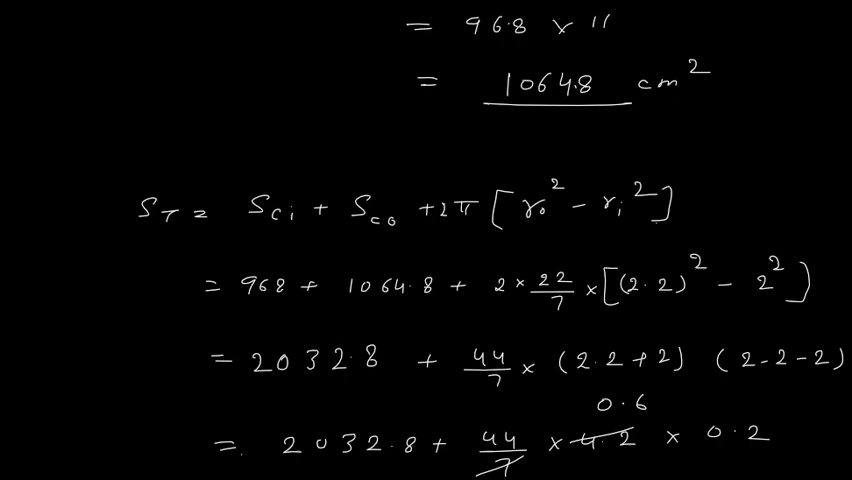 = 96.8 × 11
= 1064.8 cm²
S_T = S_ci + S_co + 2π [r_o² - r_i²]
= 968 + 1064.8 + 2 × 22/7 × [(2.2)² - 2²]
= 2032.8 + 44/7 × (2.2+2) (2-2-2)
0.6
= 2032.8 + 44/7 × 4.2 × 0.2